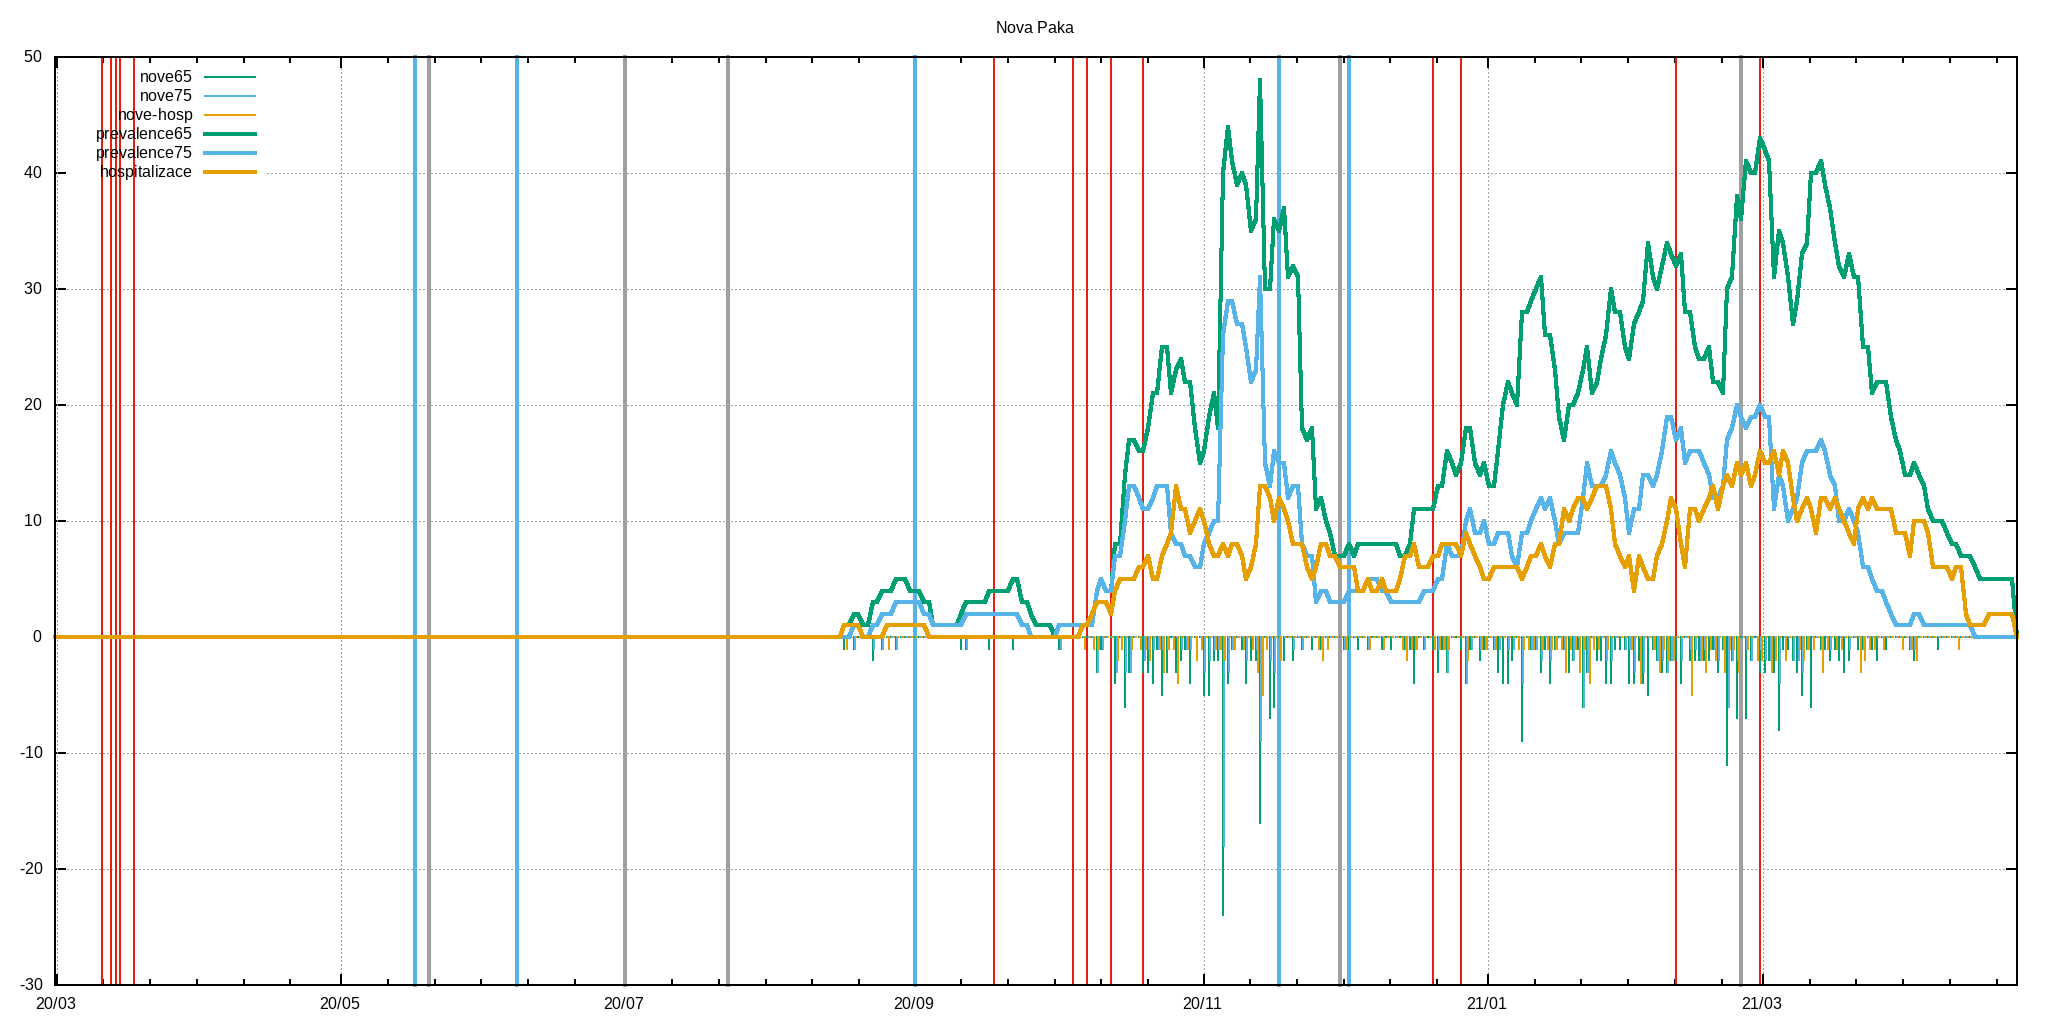 Nova Paka
50
40
30
20
10
0
-10
-20
-30
nove65
nove75
nove-hosp
prevalence65
prevalence75
hospitalizace
20/03 20/05 20/07 20/09 20/11 21/01 21/03